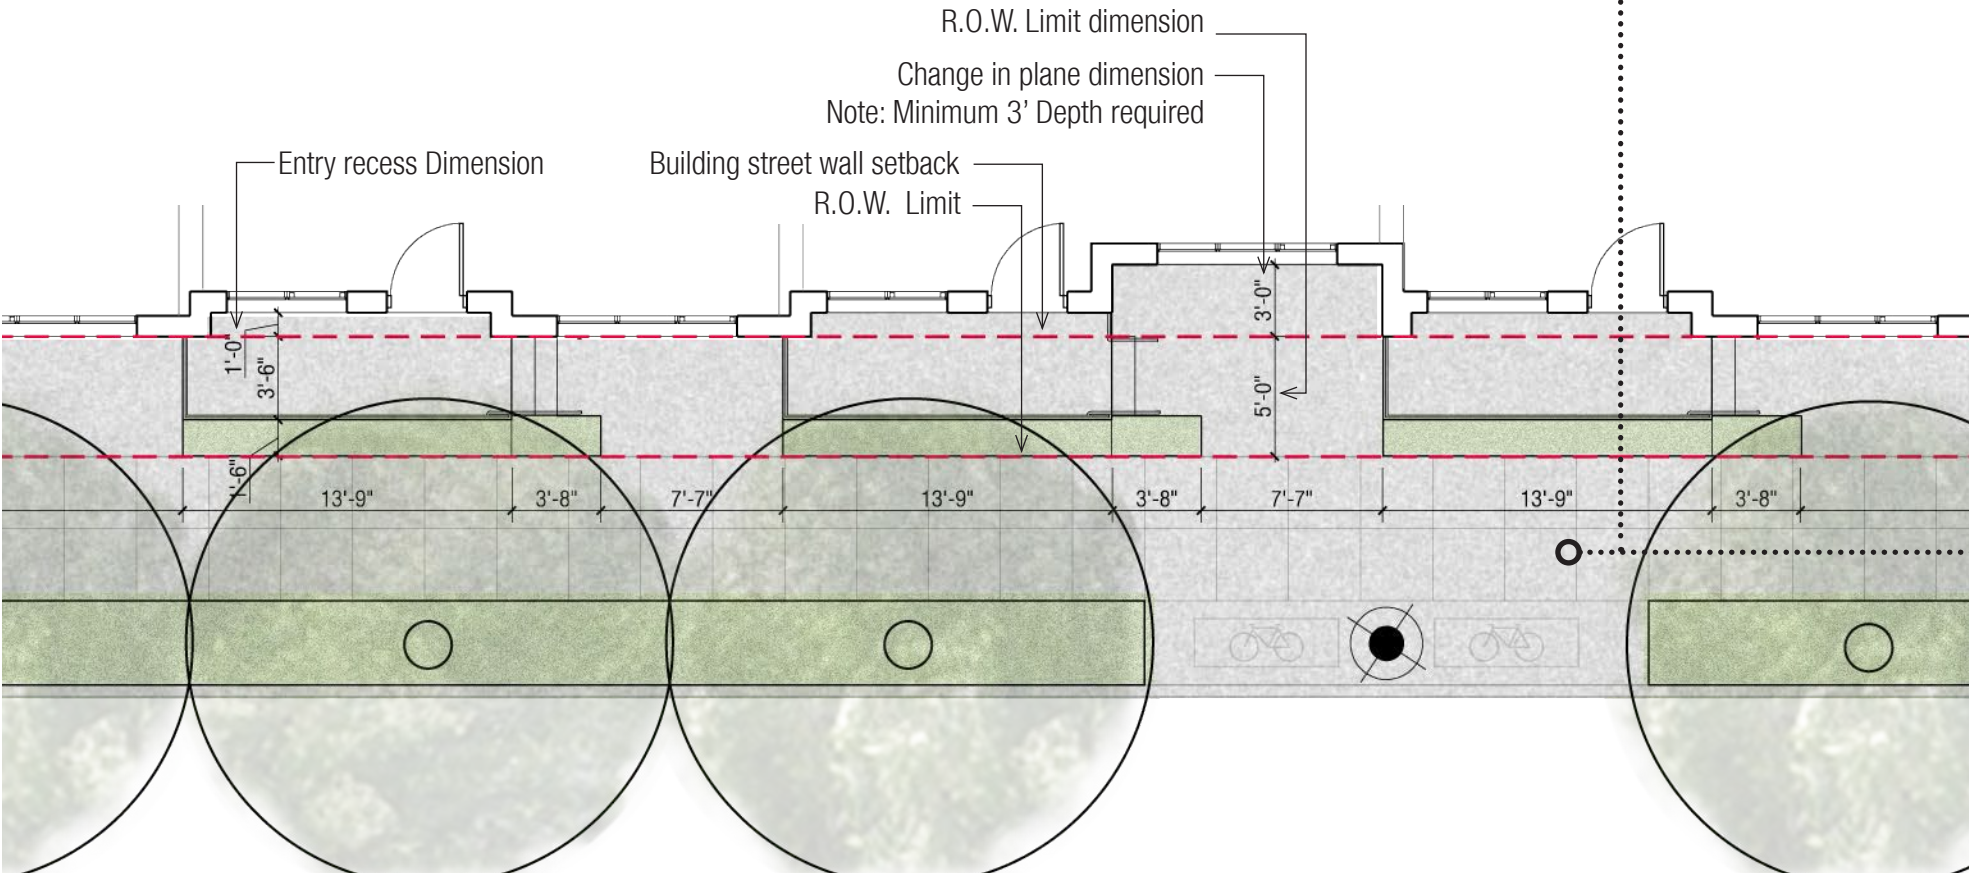 R.O.W. Limit dimension
Change in plane dimension
Note: Minimum 3’ Depth required
Entry recess Dimension
Building street wall setback
R.O.W. Limit
3'-0"
1'-0"
3'-6"
5'-0"
1'-6"
13'-9"
3'-8"
7'-7"
13'-9"
3'-8"
7'-7"
13'-9"
3'-8"